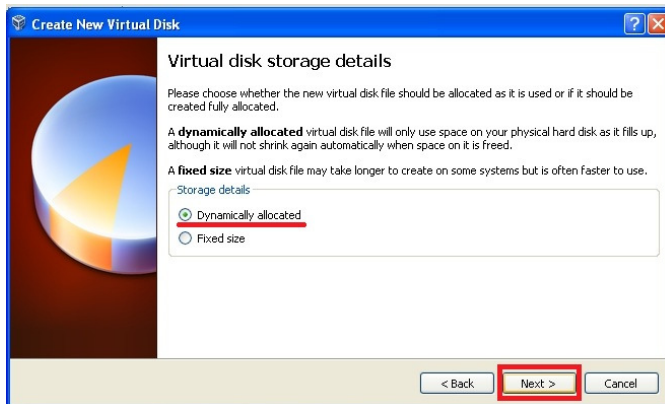 Create New Virtual Disk
Virtual disk storage details
Please choose whether the new virtual disk file should be allocated as it is used or if it should be
created fully allocated.
A dynamically allocated virtual disk file will only use space on your physical hard disk as it fills up,
although it will not shrink again automatically when space on it is freed.
A fixed size virtual disk file may take longer to create on some systems but is often faster to use.
Storage details
Dynamically allocated
Fixed size
< Back
Next >
Cancel